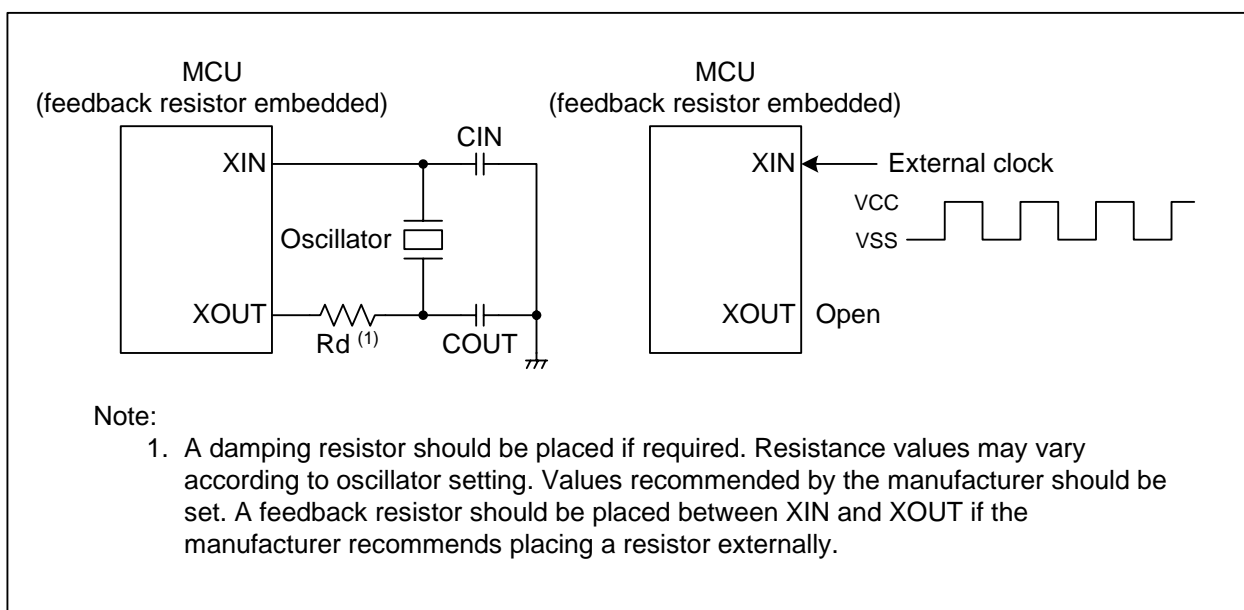 MCU
(feedback resistor embedded)
XIN
CIN
Oscillator
XOUT
Rd (1)
COUT
MCU
(feedback resistor embedded)
XIN
External clock
VCC
VSS
XOUT
Open
Note:
1. A damping resistor should be placed if required. Resistance values may vary
according to oscillator setting. Values recommended by the manufacturer should be
set. A feedback resistor should be placed between XIN and XOUT if the
manufacturer recommends placing a resistor externally.